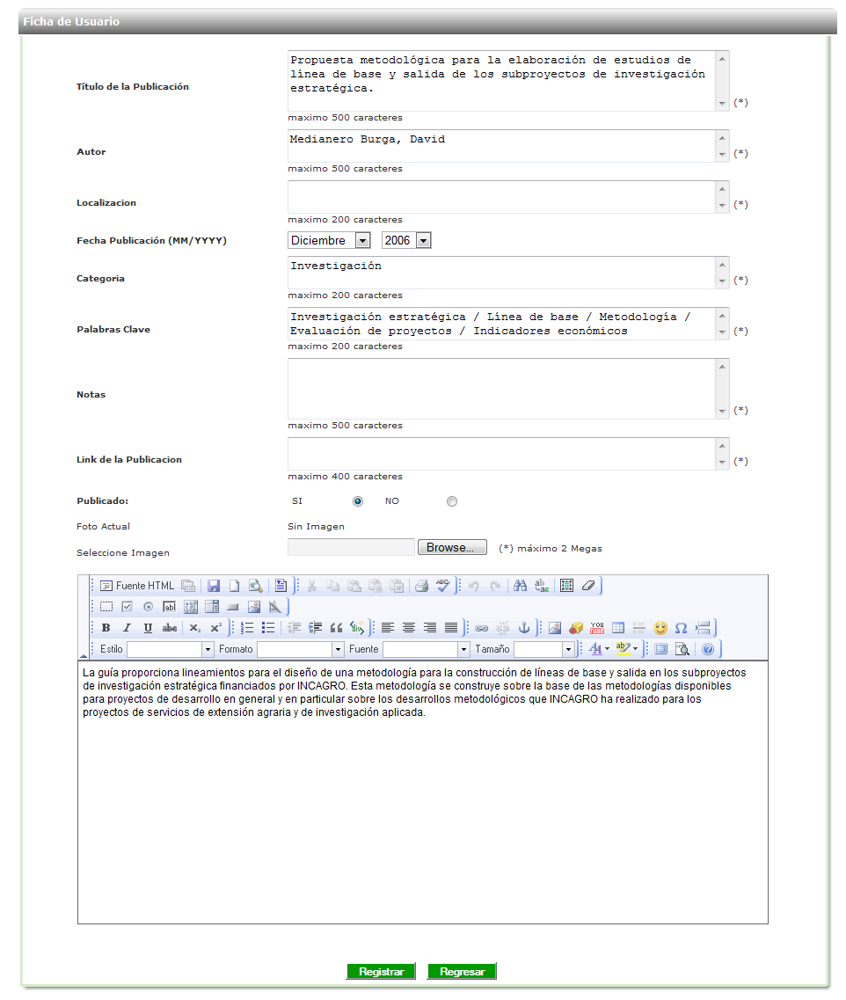 Ficha de Usuario
Título de la Publicación
Propuesta metodológica para la elaboración de estudios de
línea de base y salida de los subproyectos de investigación
estratégica.
(*)
maximo 500 caracteres
Autor
Medianero Burga, David
(*)
maximo 500 caracteres
Localizacion
(*)
maximo 200 caracteres
Fecha Publicación (MM/YYYY)
Diciembre 2006
Categoria
Investigación
(*)
maximo 200 caracteres
Palabras Clave
Investigación estratégica / Línea de base / Metodología /
Evaluación de proyectos / Indicadores económicos
(*)
maximo 200 caracteres
Notas
(*)
maximo 500 caracteres
Link de la Publicacion
(*)
maximo 400 caracteres
Publicado: SI NO
Foto Actual Sin Imagen
Seleccione Imagen Browse... (*) máximo 2 Megas
Fuente HTML
Estilo Formato Fuente Tamaño
La guía proporciona lineamientos para el diseño de una metodología para la construcción de líneas de base y salida en los subproyectos
de investigación estratégica financiados por INCAGRO. Esta metodología se construye sobre la base de las metodologías disponibles
para proyectos de desarrollo en general y en particular sobre los desarrollos metodológicos que INCAGRO ha realizado para los
proyectos de servicios de extensión agraria y de investigación aplicada.
Registrar Regresar